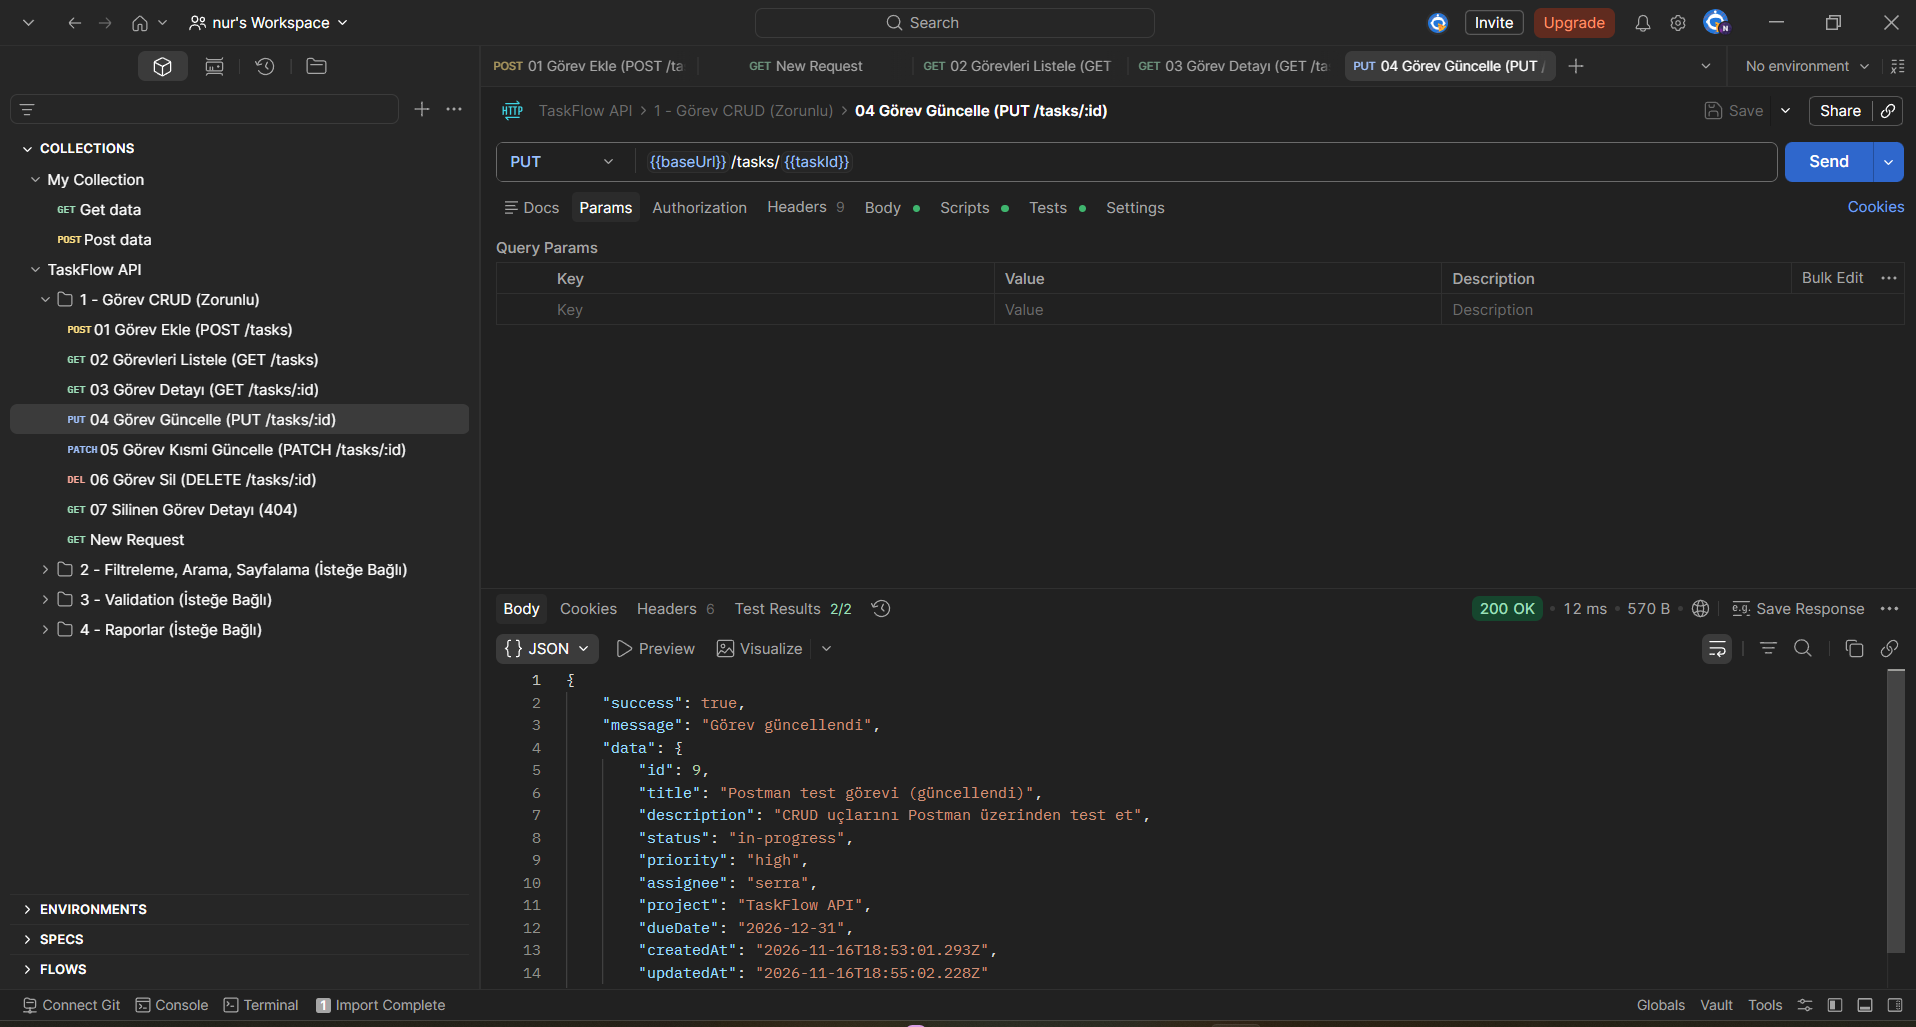 nur's Workspace
Search
Invite
Upgrade
POST 01 Görev Ekle (POST /ta
GET New Request
GET 02 Görevleri Listele (GET
GET 03 Görev Detayı (GET /ta
PUT 04 Görev Güncelle (PUT /
No environment
HTTP TaskFlow API > 1 - Görev CRUD (Zorunlu) > 04 Görev Güncelle (PUT /tasks/:id)
Save
Share
COLLECTIONS
My Collection
GET Get data
POST Post data
TaskFlow API
1 - Görev CRUD (Zorunlu)
POST 01 Görev Ekle (POST /tasks)
GET 02 Görevleri Listele (GET /tasks)
GET 03 Görev Detayı (GET /tasks/:id)
PUT 04 Görev Güncelle (PUT /tasks/:id)
PATCH 05 Görev Kısmi Güncelle (PATCH /tasks/:id)
DEL 06 Görev Sil (DELETE /tasks/:id)
GET 07 Silinen Görev Detayı (404)
GET New Request
2 - Filtreleme, Arama, Sayfalama (İsteğe Bağlı)
3 - Validation (İsteğe Bağlı)
4 - Raporlar (İsteğe Bağlı)
ENVIRONMENTS
SPECS
FLOWS
PUT
{{baseUrl}} /tasks/ {{taskId}}
Send
Docs Params Authorization Headers 9 Body Scripts Tests Settings
Cookies
Query Params
Key Value Description Bulk Edit
Key Value Description
Body Cookies Headers 6 Test Results 2/2
200 OK • 12 ms • 570 B • e.g. Save Response
{} JSON Preview Visualize
1 {
2 "success": true,
3 "message": "Görev güncellendi",
4 "data": {
5 "id": 9,
6 "title": "Postman test görevi (güncellendi)",
7 "description": "CRUD uçlarını Postman üzerinden test et",
8 "status": "in-progress",
9 "priority": "high",
10 "assignee": "serra",
11 "project": "TaskFlow API",
12 "dueDate": "2026-12-31",
13 "createdAt": "2026-11-16T18:53:01.293Z",
14 "updatedAt": "2026-11-16T18:55:02.228Z"
Connect Git Console Terminal 1 Import Complete
Globals Vault Tools